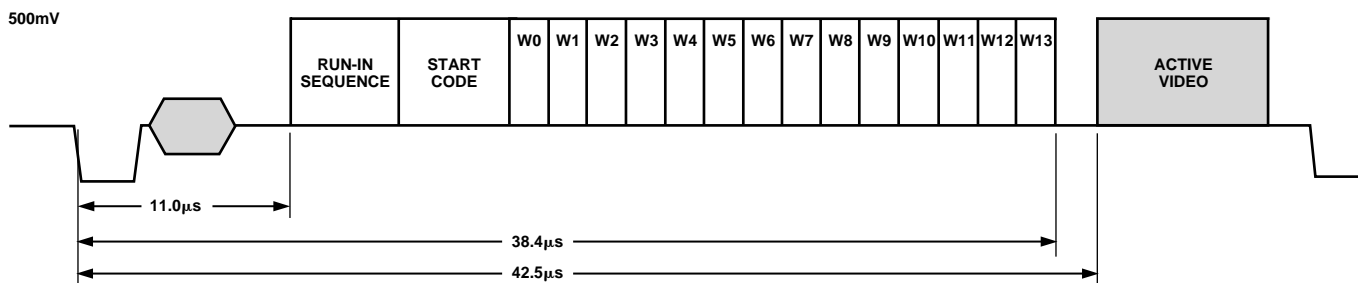 500mV
RUN-IN
SEQUENCE
START
CODE
W0 W1 W2 W3 W4 W5 W6 W7 W8 W9 W10 W11 W12 W13
ACTIVE
VIDEO
11.0μs
38.4μs
42.5μs